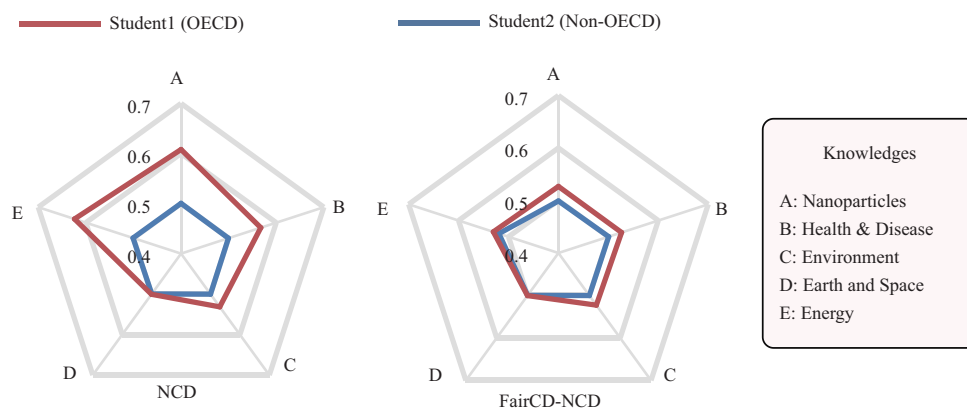 Student1 (OECD)
Student2 (Non-OECD)
A
0.7
0.6
0.5
0.4
B
C
D
E
NCD
A
0.7
0.6
0.5
0.4
B
C
D
E
FairCD-NCD
Knowledges
A: Nanoparticles
B: Health & Disease
C: Environment
D: Earth and Space
E: Energy